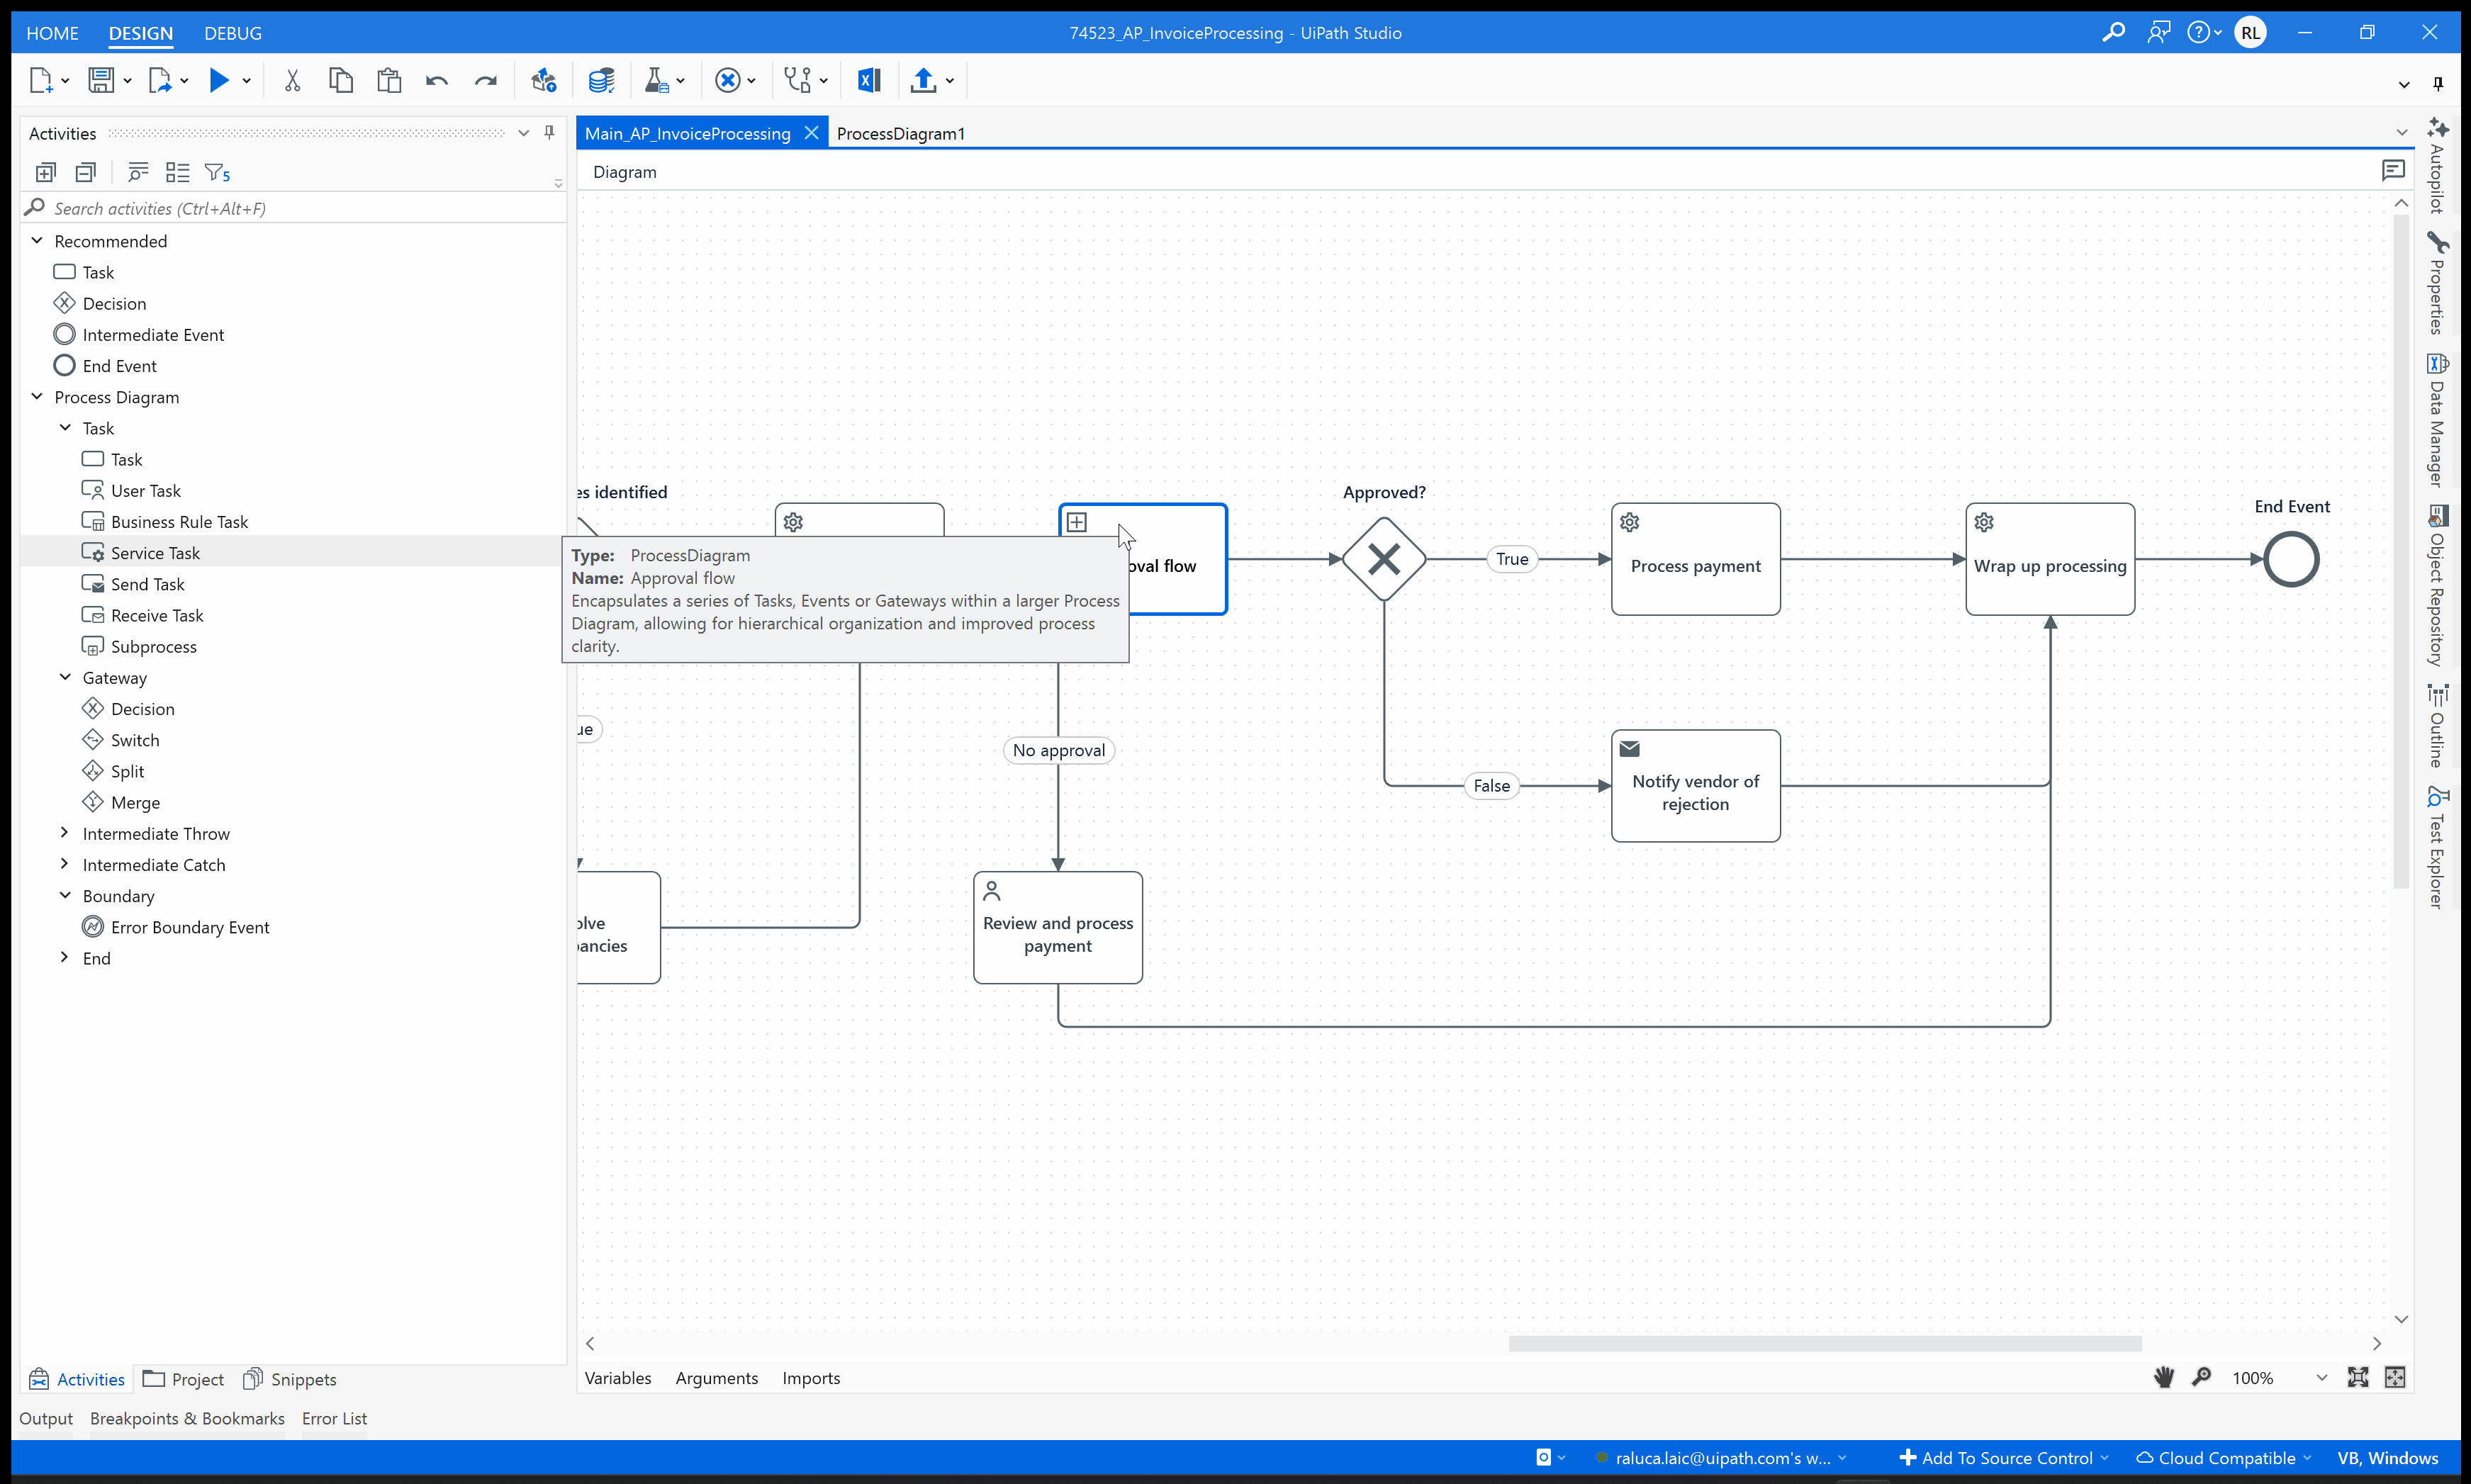 HOME DESIGN DEBUG
74523_AP_InvoiceProcessing - UiPath Studio
RL
Activities
5
Search activities (Ctrl+Alt+F)
Recommended
Task
Decision
Intermediate Event
End Event
Process Diagram
Task
Task
User Task
Business Rule Task
Service Task
Send Task
Receive Task
Subprocess
Gateway
Decision
Switch
Split
Merge
Intermediate Throw
Intermediate Catch
Boundary
Error Boundary Event
End
Activities Project Snippets
Output Breakpoints & Bookmarks Error List
Main_AP_InvoiceProcessing ProcessDiagram1
Diagram
es identified
Approved?
End Event
Type: ProcessDiagram
Name: Approval flow
Encapsulates a series of Tasks, Events or Gateways within a larger Process
Diagram, allowing for hierarchical organization and improved process
clarity.
oval flow
True
Process payment
Wrap up processing
ue
No approval
False
Notify vendor of
rejection
olve
ancies
Review and process
payment
Variables Arguments Imports
100%
Autopilot
Properties
Data Manager
Object Repository
Outline
Test Explorer
raluca.laic@uipath.com's w...
Add To Source Control
Cloud Compatible
VB, Windows